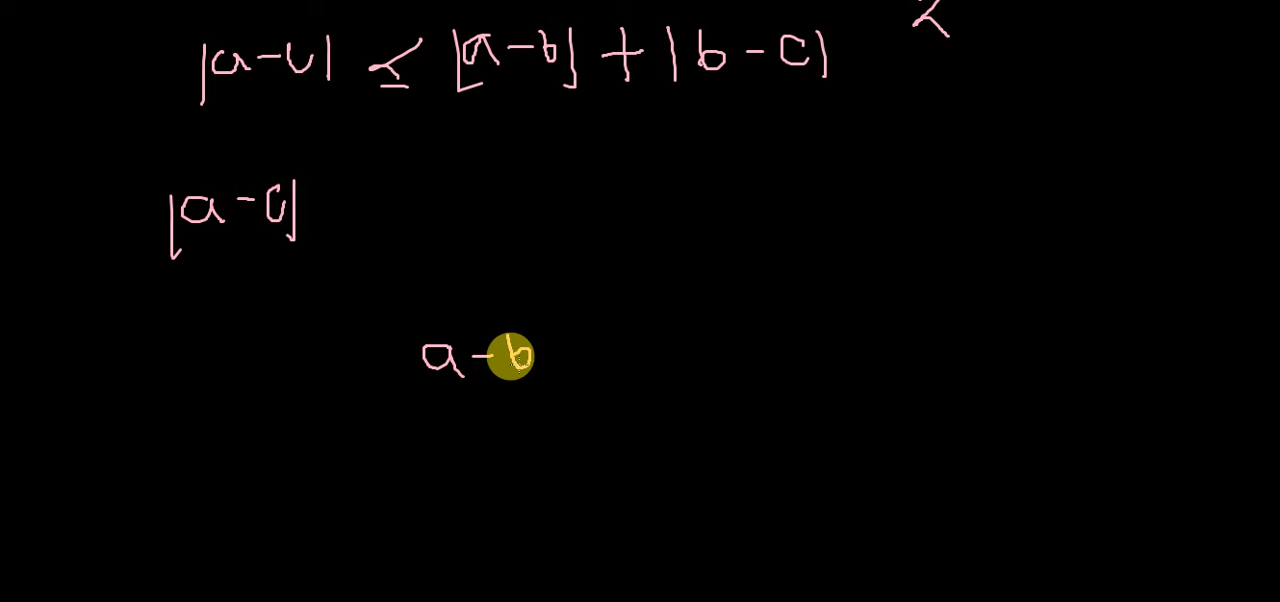 |a-c| ≤ |a-b| + |b-c|
|a-c|
a-b